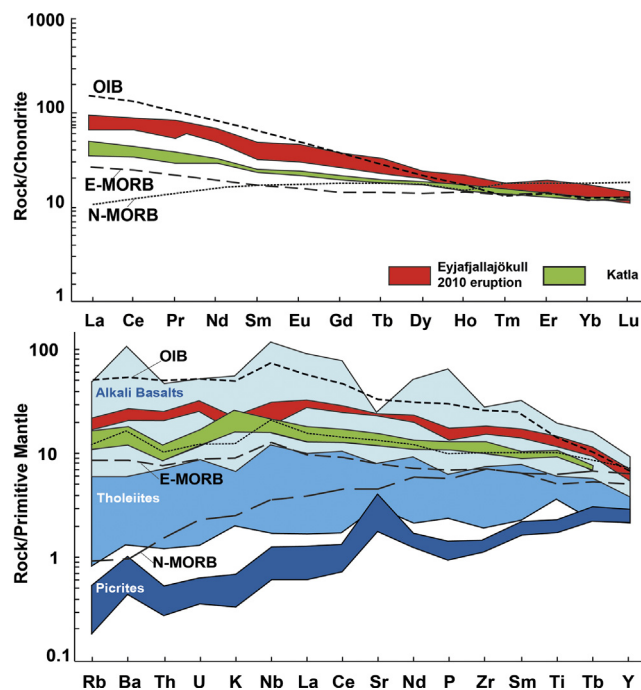 1000
100
10
1
Rock/Chondrite
OIB
E-MORB
N-MORB
Eyjafjallajökull
2010 eruption
Katla
La Ce Pr Nd Sm Eu Gd Tb Dy Ho Tm Er Yb Lu
100
10
1
0.1
Rock/Primitive Mantle
OIB
Alkali Basalts
E-MORB
Tholeiites
N-MORB
Picrites
Rb Ba Th U K Nb La Ce Sr Nd P Zr Sm Ti Tb Y